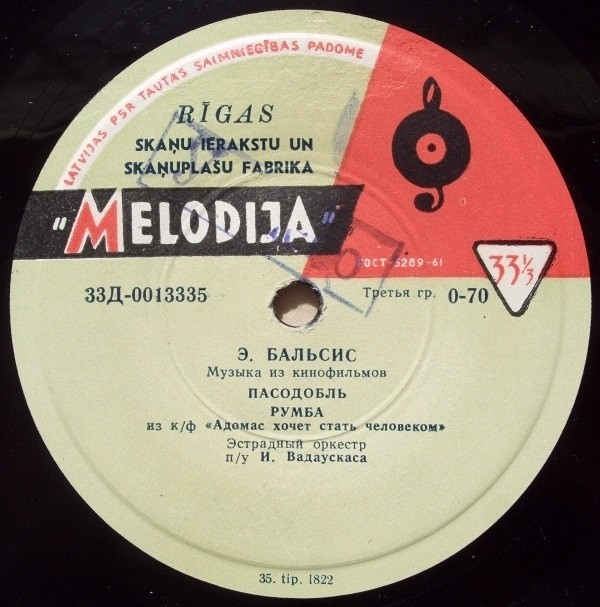 LATVIJAS PSR TAUTAS SAIMNIECĪBAS PADOME
RĪGAS
SKAŅU IERAKSTU UN
SKAŅUPLAŠU FABRIKA
"MELODIJA"
ГОСТ-5289-61
33⅓
33Д-0013335
Третья гр. 0-70
Э. БАЛЬСИС
Музыка из кинофильмов
ПАСОДОБЛЬ
РУМБА
из к/ф «Адомас хочет стать человеком»
Эстрадный оркестр
п/у И. Вадаускаса
35. tip. 1822